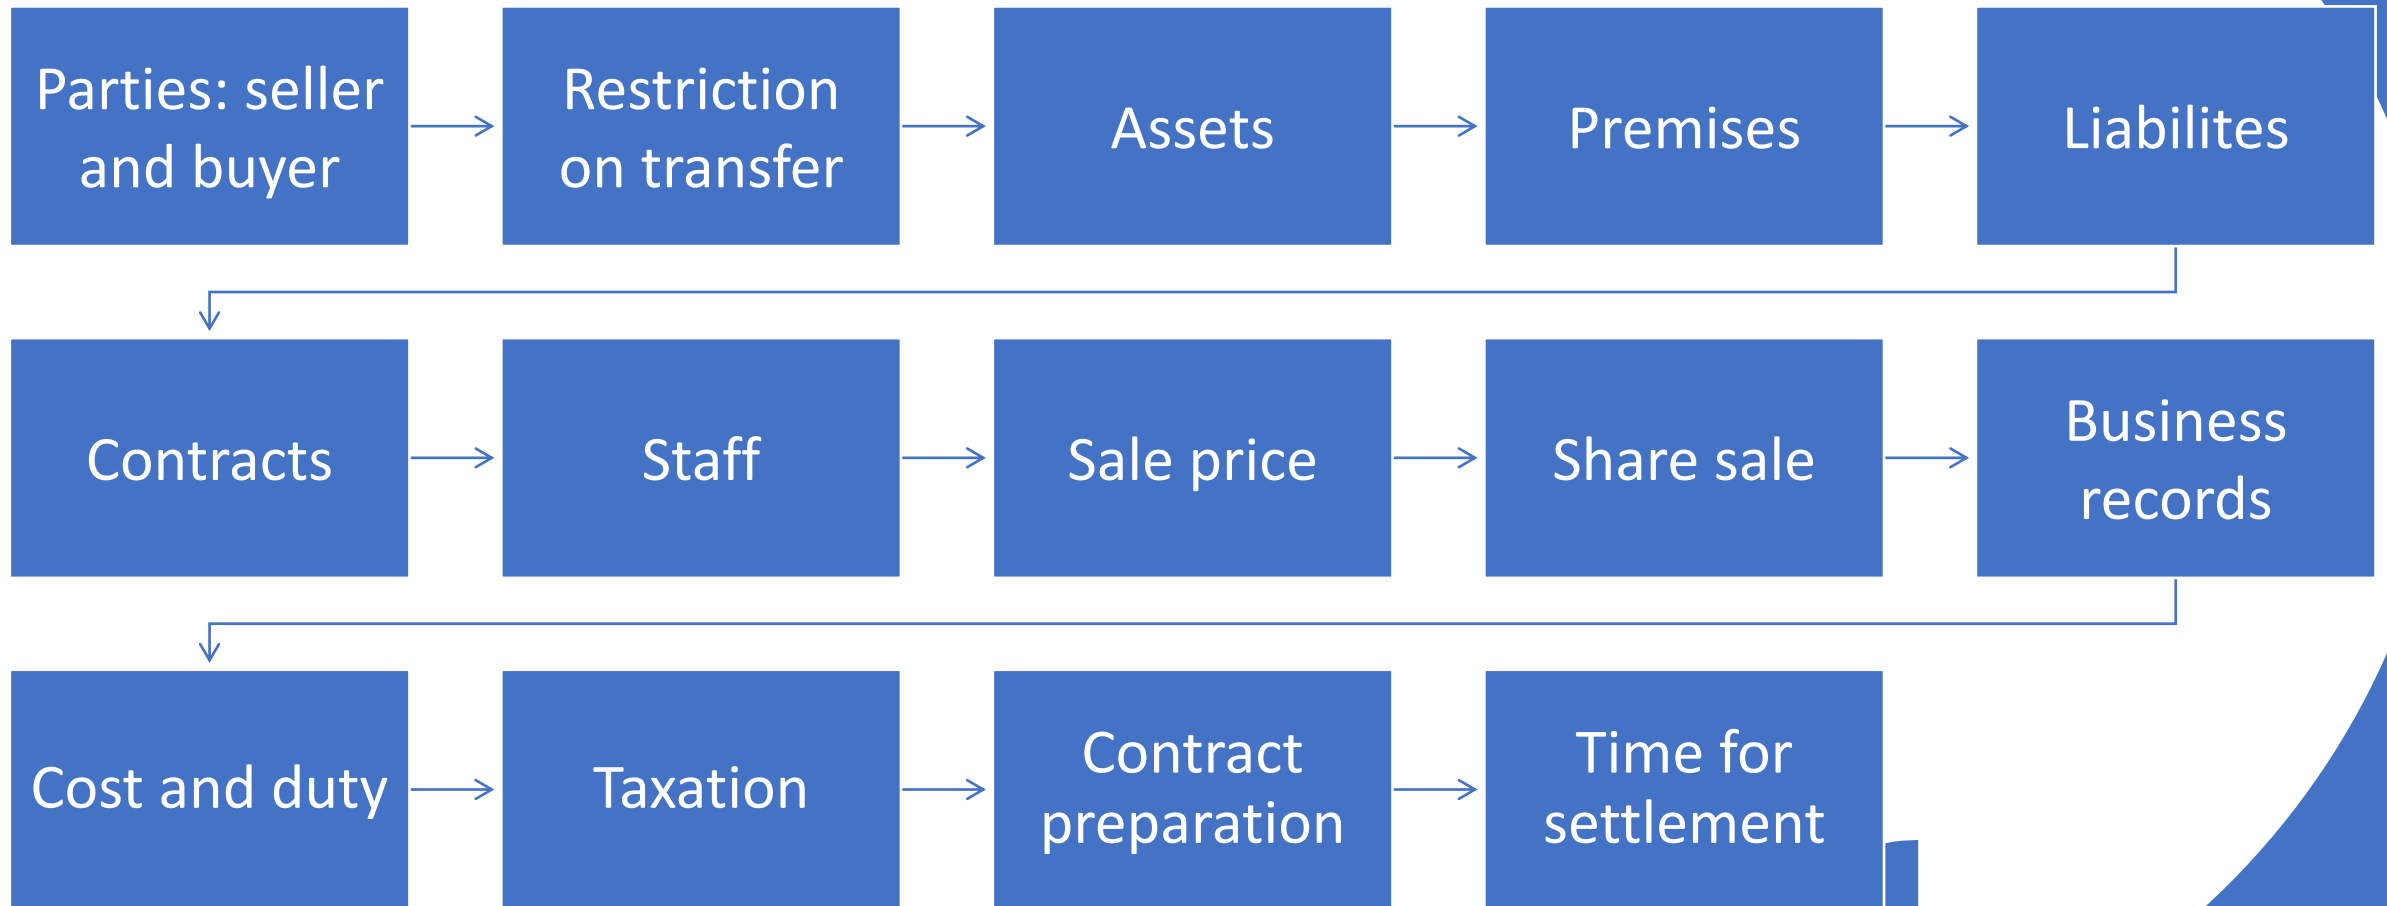 Parties: seller
and buyer
Restriction
on transfer
Assets
Premises
Liabilites
Contracts
Staff
Sale price
Share sale
Business
records
Cost and duty
Taxation
Contract
preparation
Time for
settlement